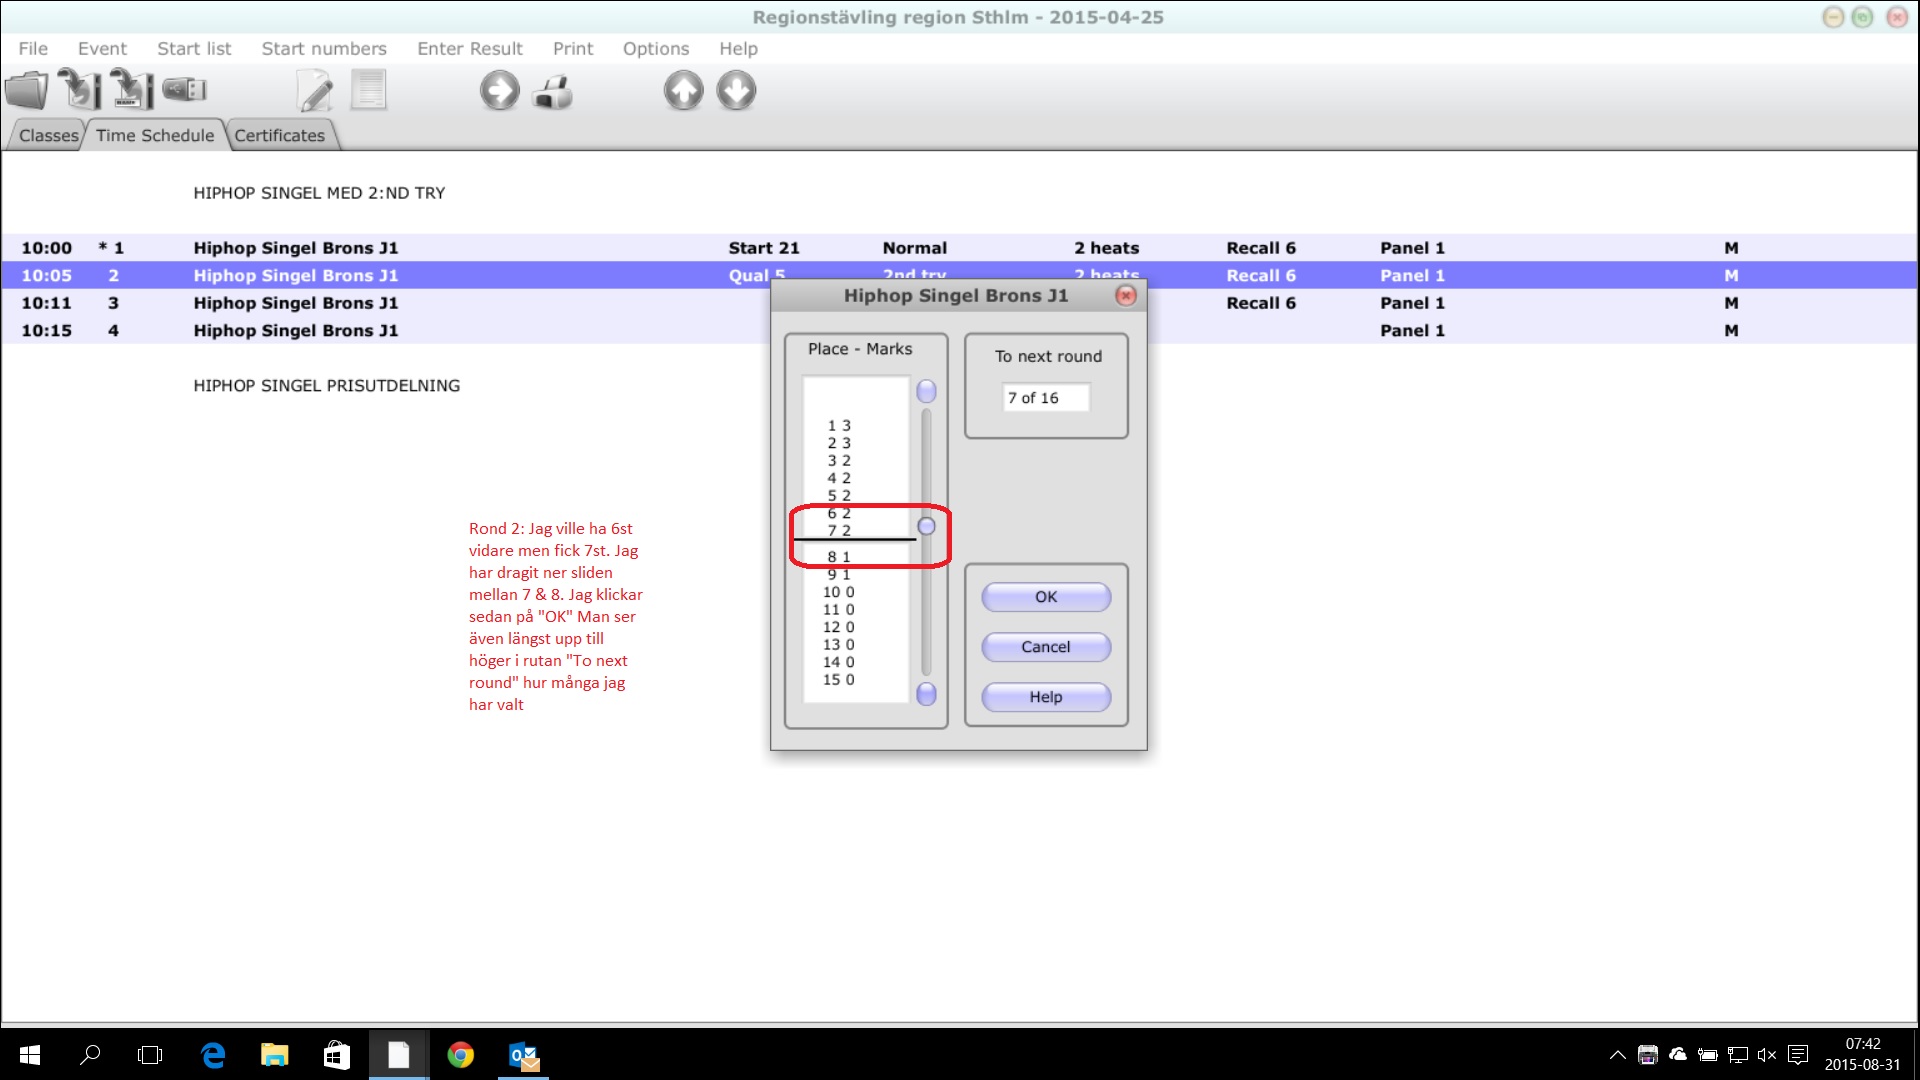 Regionstävling region Sthlm - 2015-04-25
File Event Start list Start numbers Enter Result Print Options Help
Classes Time Schedule Certificates
HIPHOP SINGEL MED 2:ND TRY
10:00 * 1 Hiphop Singel Brons J1 Start 21 Normal 2 heats Recall 6 Panel 1 M
10:05 2 Hiphop Singel Brons J1 Qual 5 2nd try 2 heats Recall 6 Panel 1 M
10:11 3 Hiphop Singel Brons J1 Recall 6 Panel 1 M
10:15 4 Hiphop Singel Brons J1 Panel 1 M
HIPHOP SINGEL PRISUTDELNING
Hiphop Singel Brons J1
Place - Marks
1 3
2 3
3 2
4 2
5 2
6 2
7 2
8 1
9 1
10 0
11 0
12 0
13 0
14 0
15 0
To next round
7 of 16
OK
Cancel
Help
Rond 2: Jag ville ha 6st
vidare men fick 7st. Jag
har dragit ner sliden
mellan 7 & 8. Jag klickar
sedan på "OK" Man ser
även längst upp till
höger i rutan "To next
round" hur många jag
har valt
07:42
2015-08-31